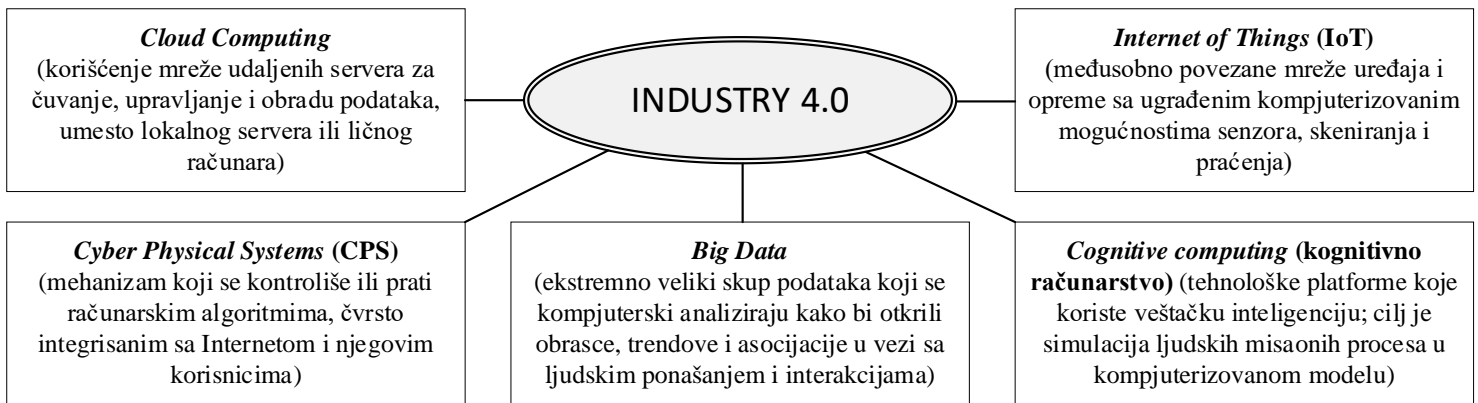 Cloud Computing
(korišćenje mreže udaljenih servera za
čuvanje, upravljanje i obradu podataka,
umesto lokalnog servera ili ličnog
računara)
INDUSTRY 4.0
Internet of Things (IoT)
(međusobno povezane mreže uređaja i
opreme sa ugrađenim kompjuterizovanim
mogućnostima senzora, skeniranja i
praćenja)
Cyber Physical Systems (CPS)
(mehanizam koji se kontroliše ili prati
računarskim algoritmima, čvrsto
integrisanim sa Internetom i njegovim
korisnicima)
Big Data
(ekstremno veliki skup podataka koji se
kompjuterski analiziraju kako bi otkrili
obrasce, trendove i asocijacije u vezi sa
ljudskim ponašanjem i interakcijama)
Cognitive computing (kognitivno
računarstvo) (tehnološke platforme koje
koriste veštačku inteligenciju; cilj je
simulacija ljudskih misaonih procesa u
kompjuterizovanom modelu)